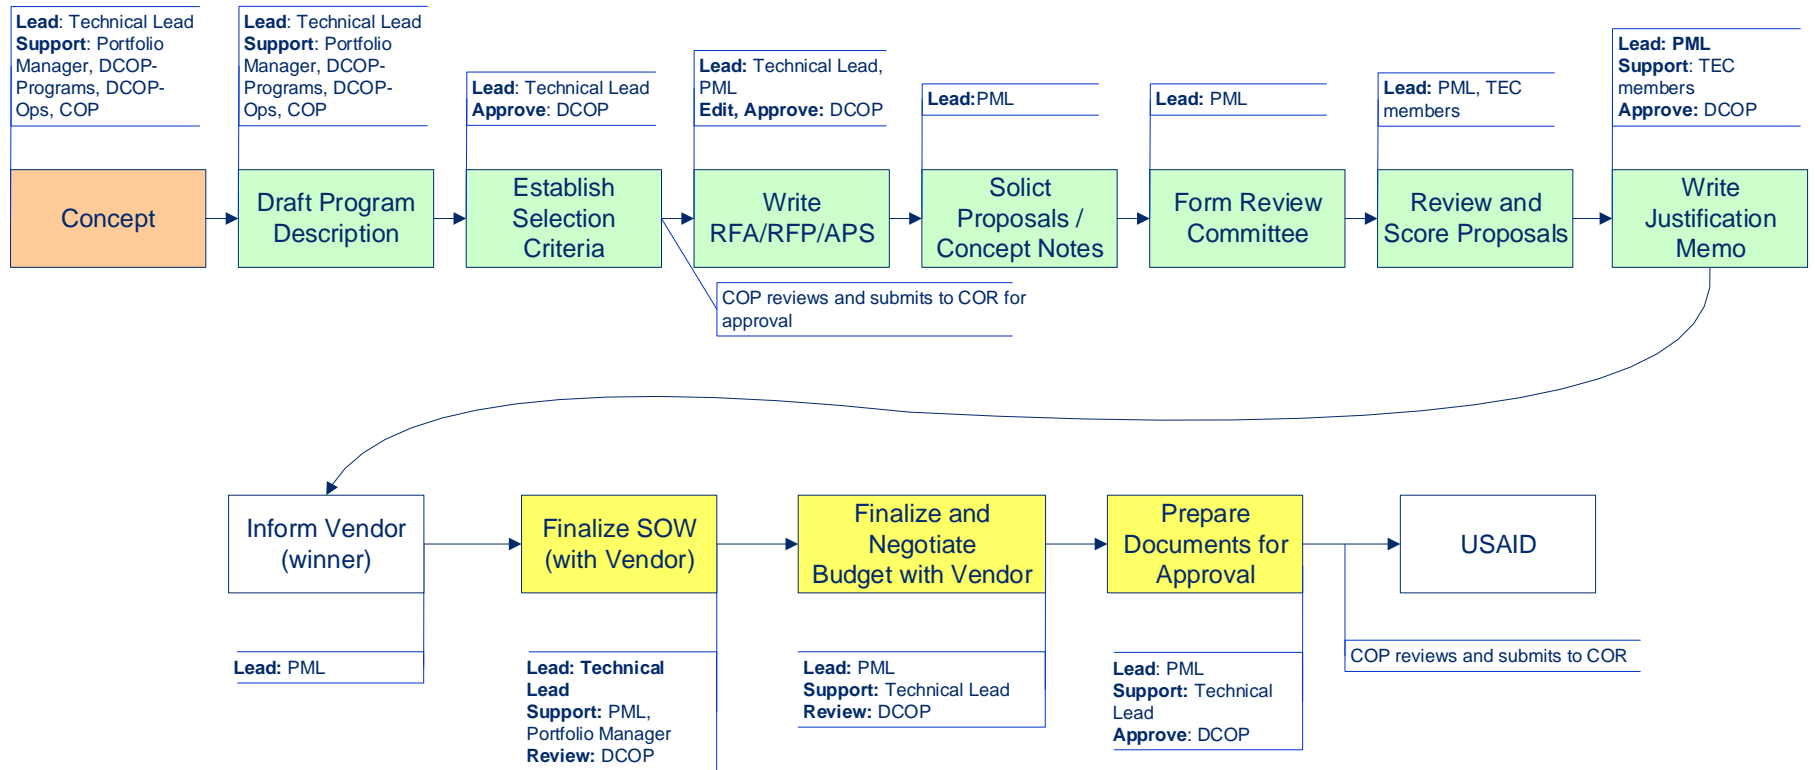 Lead: Technical Lead
Support: Portfolio
Manager, DCOP-
Programs, DCOP-
Ops, COP
Lead: Technical Lead
Support: Portfolio
Manager, DCOP-
Programs, DCOP-
Ops, COP
Lead: Technical Lead
Approve: DCOP
Lead: Technical Lead,
PML
Edit, Approve: DCOP
Lead:PML
Lead: PML
Lead: PML, TEC
members
Lead: PML
Support: TEC
members
Approve: DCOP
Concept
Draft Program
Description
Establish
Selection
Criteria
Write
RFA/RFP/APS
Solict
Proposals /
Concept Notes
Form Review
Committee
Review and
Score Proposals
Write
Justification
Memo
COP reviews and submits to COR for
approval
Inform Vendor
(winner)
Finalize SOW
(with Vendor)
Finalize and
Negotiate
Budget with Vendor
Prepare
Documents for
Approval
USAID
Lead: PML
Lead: Technical
Lead
Support: PML,
Portfolio Manager
Review: DCOP
Lead: PML
Support: Technical Lead
Review: DCOP
Lead: PML
Support: Technical
Lead
Approve: DCOP
COP reviews and submits to COR